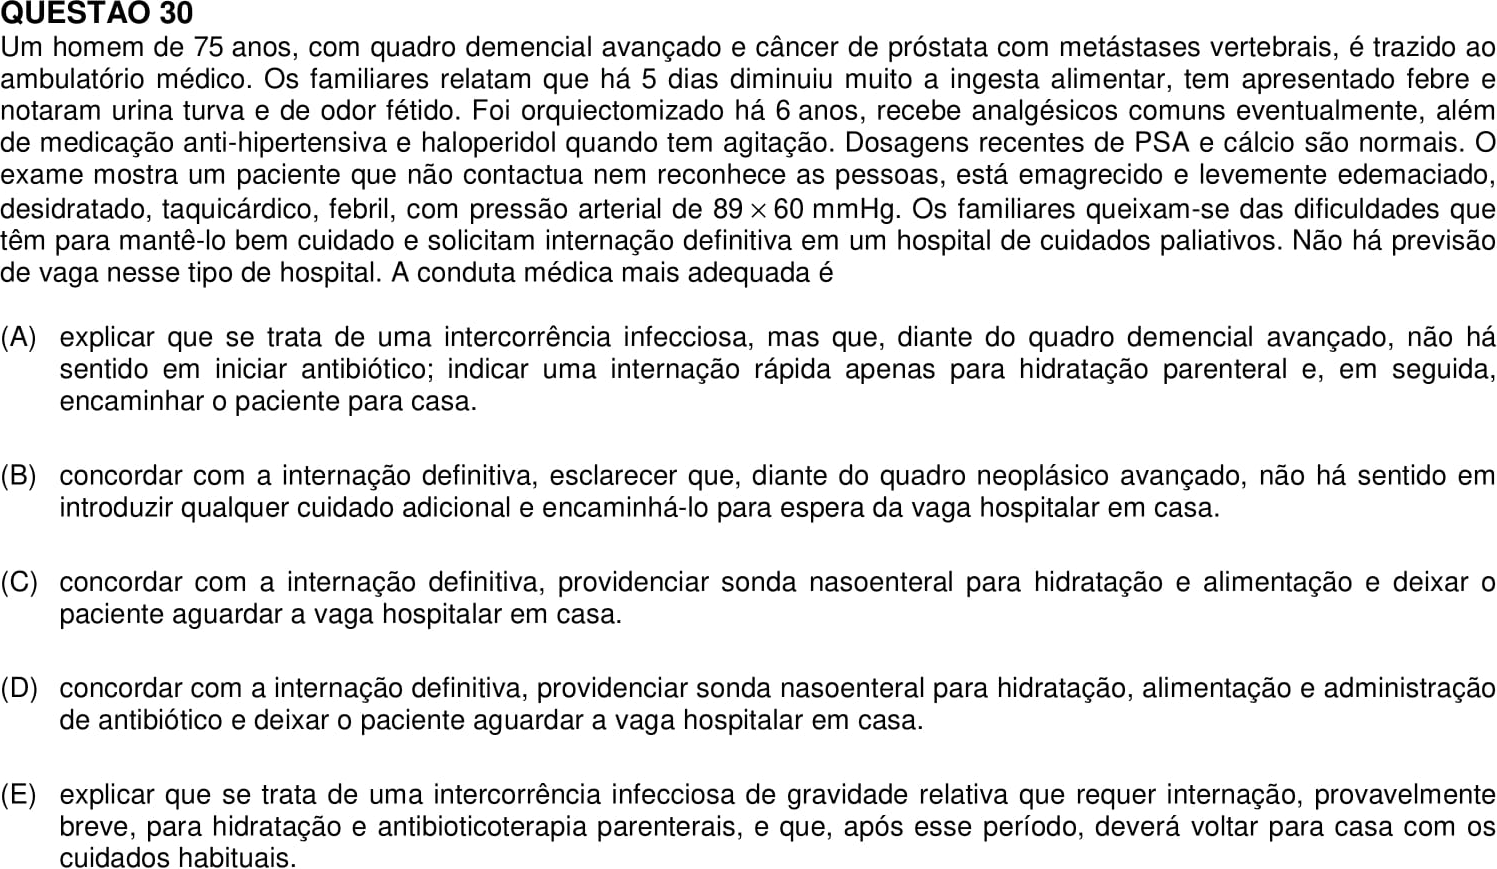 QUESTÃO 30
Um homem de 75 anos, com quadro demencial avançado e câncer de próstata com metástases vertebrais, é trazido ao
ambulatório médico. Os familiares relatam que há 5 dias diminuiu muito a ingesta alimentar, tem apresentado febre e
notaram urina turva e de odor fétido. Foi orquiectomizado há 6 anos, recebe analgésicos comuns eventualmente, além
de medicação anti-hipertensiva e haloperidol quando tem agitação. Dosagens recentes de PSA e cálcio são normais. O
exame mostra um paciente que não contactua nem reconhece as pessoas, está emagrecido e levemente edemaciado,
desidratado, taquicárdico, febril, com pressão arterial de 89 × 60 mmHg. Os familiares queixam-se das dificuldades que
têm para mantê-lo bem cuidado e solicitam internação definitiva em um hospital de cuidados paliativos. Não há previsão
de vaga nesse tipo de hospital. A conduta médica mais adequada é
(A) explicar que se trata de uma intercorrência infecciosa, mas que, diante do quadro demencial avançado, não há
sentido em iniciar antibiótico; indicar uma internação rápida apenas para hidratação parenteral e, em seguida,
encaminhar o paciente para casa.
(B) concordar com a internação definitiva, esclarecer que, diante do quadro neoplásico avançado, não há sentido em
introduzir qualquer cuidado adicional e encaminhá-lo para espera da vaga hospitalar em casa.
(C) concordar com a internação definitiva, providenciar sonda nasoenteral para hidratação e alimentação e deixar o
paciente aguardar a vaga hospitalar em casa.
(D) concordar com a internação definitiva, providenciar sonda nasoenteral para hidratação, alimentação e administração
de antibiótico e deixar o paciente aguardar a vaga hospitalar em casa.
(E) explicar que se trata de uma intercorrência infecciosa de gravidade relativa que requer internação, provavelmente
breve, para hidratação e antibioticoterapia parenterais, e que, após esse período, deverá voltar para casa com os
cuidados habituais.